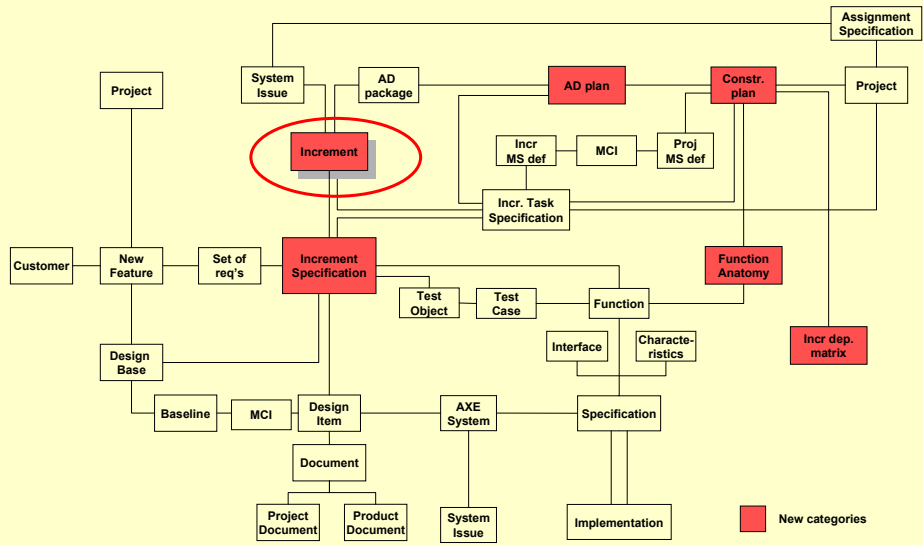 Assignment
Specification
System
Issue
AD
package
AD plan
Constr.
plan
Project
Project
Increment
Incr
MS def
MCI
Proj
MS def
Incr. Task
Specification
Customer
New
Feature
Set of
req's
Increment
Specification
Function
Anatomy
Test
Object
Test
Case
Function
Interface
Characte-
ristics
Incr dep.
matrix
Design
Base
Baseline
MCI
Design
Item
AXE
System
Specification
Document
Project
Document
Product
Document
System
Issue
Implementation
New categories